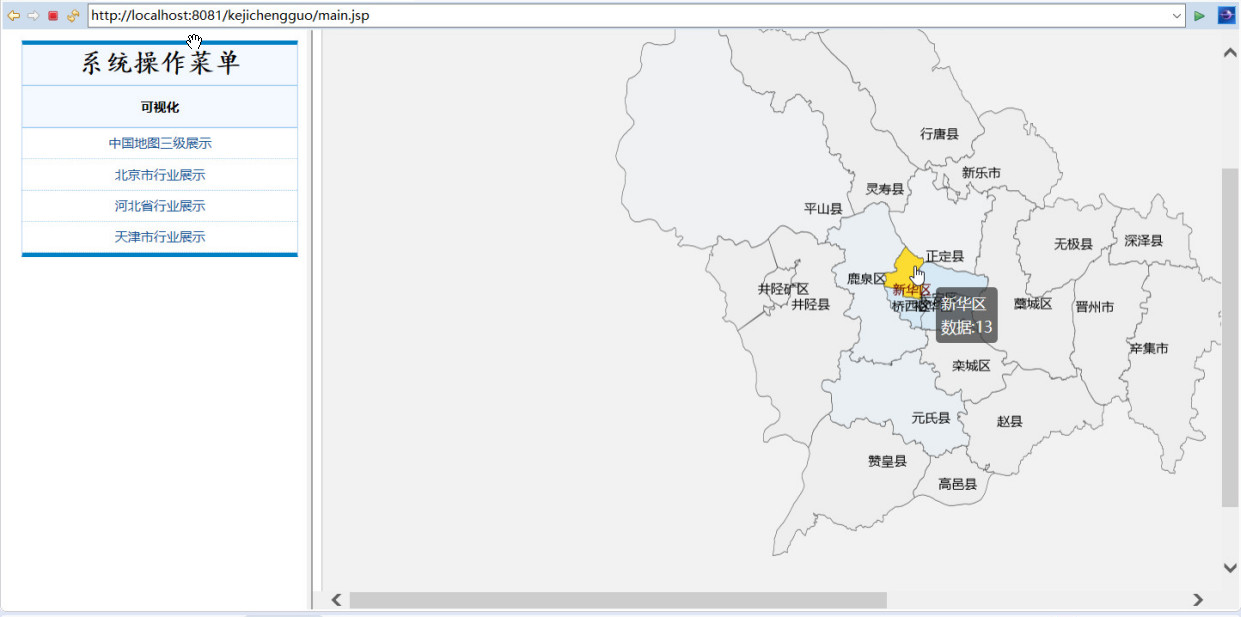 http://localhost:8081/kejichengguo/main.jsp
系统操作菜单
可视化
中国地图三级展示
北京市行业展示
河北省行业展示
天津市行业展示
行唐县
新乐市
灵寿县
平山县
无极县
深泽县
正定县
鹿泉区
井陉矿区
新华区
井陉县
桥西区
新华区
数据:13
藁城区
晋州市
辛集市
栾城区
元氏县
赵县
赞皇县
高邑县